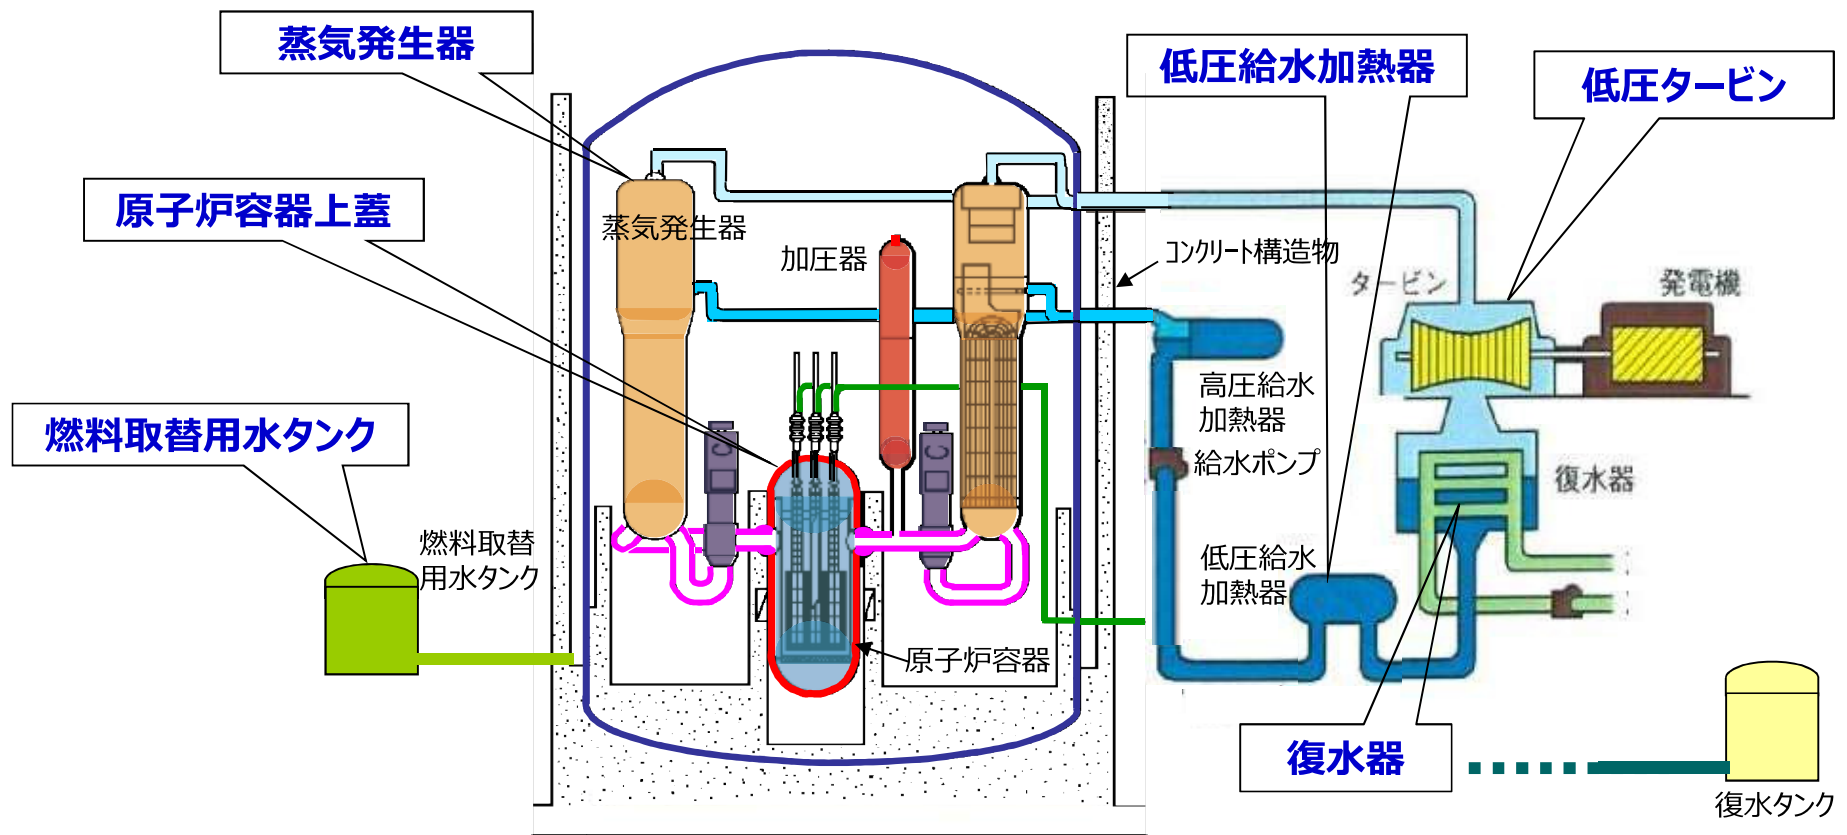 蒸気発生器
低圧給水加熱器
低圧タービン
原子炉容器上蓋
蒸気発生器
加圧器
コンクリート構造物
タービン
発電機
高圧給水
加熱器
燃料取替用水タンク
給水ポンプ
復水器
燃料取替
用水タンク
低圧給水
加熱器
原子炉容器
復水器
復水タンク